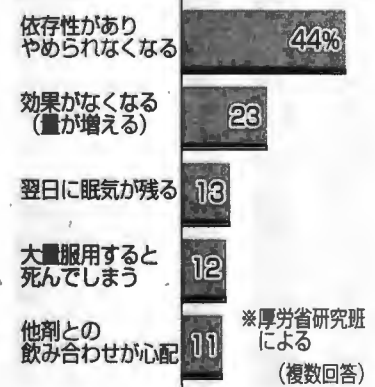 依存性があり
やめられなくなる
44%
効果がなくなる
（量が増える）
23
翌日に眠気が残る
13
大量服用すると
死んでしまう
12
他剤との
飲み合わせが心配
11
※厚労省研究班
による
（複数回答）